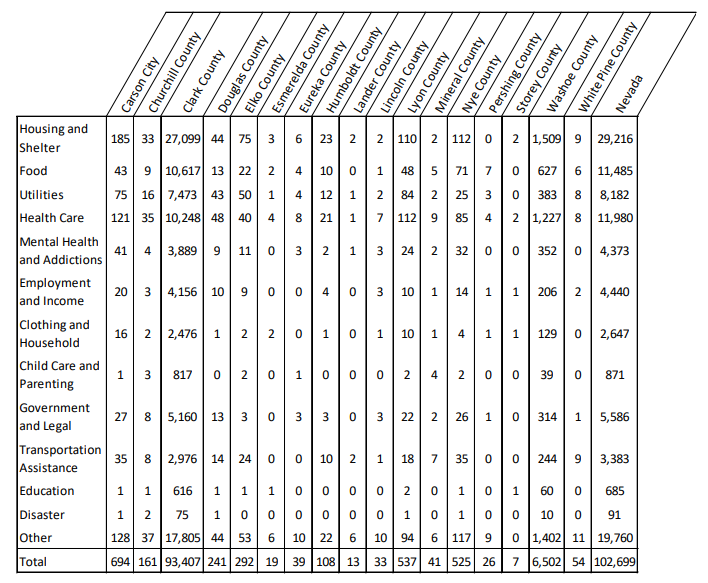 Carson City Churchill County Clark County Douglas County Elko County Esmerelda County Eureka County Humboldt County Lander County Lincoln County Lyon County Mineral County Nye County Pershing County Storey County Washoe County White Pine County Nevada
Housing and
Shelter 185 33 27,099 44 75 3 6 23 2 2 110 2 112 0 2 1,509 9 29,216
Food 43 9 10,617 13 22 2 4 10 0 1 48 5 71 7 0 627 6 11,485
Utilities 75 16 7,473 43 50 1 4 12 1 2 84 2 25 3 0 383 8 8,182
Health Care 121 35 10,248 48 40 4 8 21 1 7 112 9 85 4 2 1,227 8 11,980
Mental Health
and Addictions 41 4 3,889 9 11 0 3 2 1 3 24 2 32 0 0 352 0 4,373
Employment
and Income 20 3 4,156 10 9 0 0 4 0 3 10 1 14 1 1 206 2 4,440
Clothing and
Household 16 2 2,476 1 2 2 0 1 0 1 10 1 4 1 1 129 0 2,647
Child Care and
Parenting 1 3 817 0 2 0 1 0 0 0 2 4 2 0 0 39 0 871
Government
and Legal 27 8 5,160 13 3 0 3 3 0 3 22 2 26 1 0 314 1 5,586
Transportation
Assistance 35 8 2,976 14 24 0 0 10 2 1 18 7 35 0 0 244 9 3,383
Education 1 1 616 1 1 1 0 0 0 0 2 0 1 0 1 60 0 685
Disaster 1 2 75 1 0 0 0 0 0 0 1 0 1 0 0 10 0 91
Other 128 37 17,805 44 53 6 10 22 6 10 94 6 117 9 0 1,402 11 19,760
Total 694 161 93,407 241 292 19 39 108 13 33 537 41 525 26 7 6,502 54 102,699